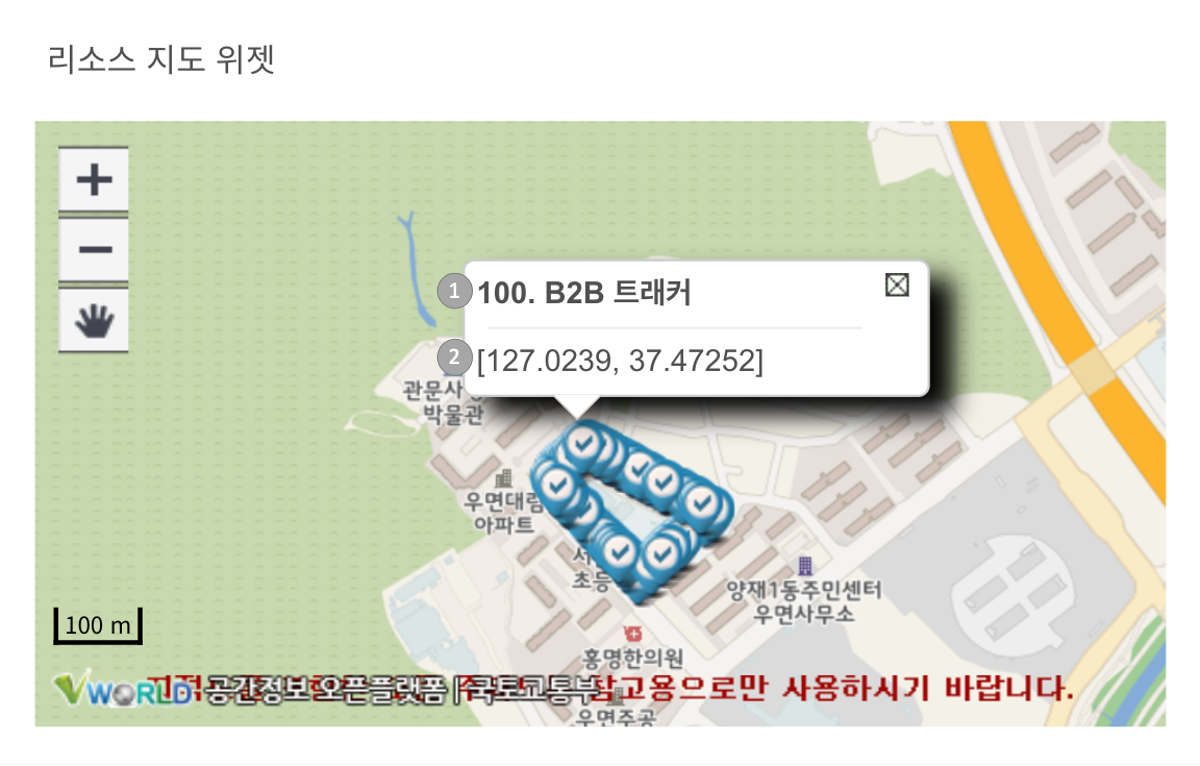 리소스 지도 위젯
1 100. B2B 트래커
2 [127.0239, 37.47252]
관문사
박물관
우면대림
아파트
초등
양재1동주민센터
우면사무소
홍명한의원
100 m
VWORLD 공간정보 오픈플랫폼 | 국토교통부 참고용으로만 사용하시기 바랍니다.
우면주공